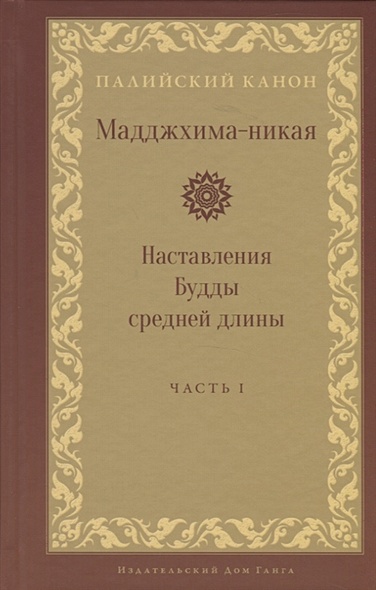 ПАЛИЙСКИЙ КАНОН
Мадджхима-никая
Наставления
Будды
средней длины
ЧАСТЬ I
Издательский Дом Ганга